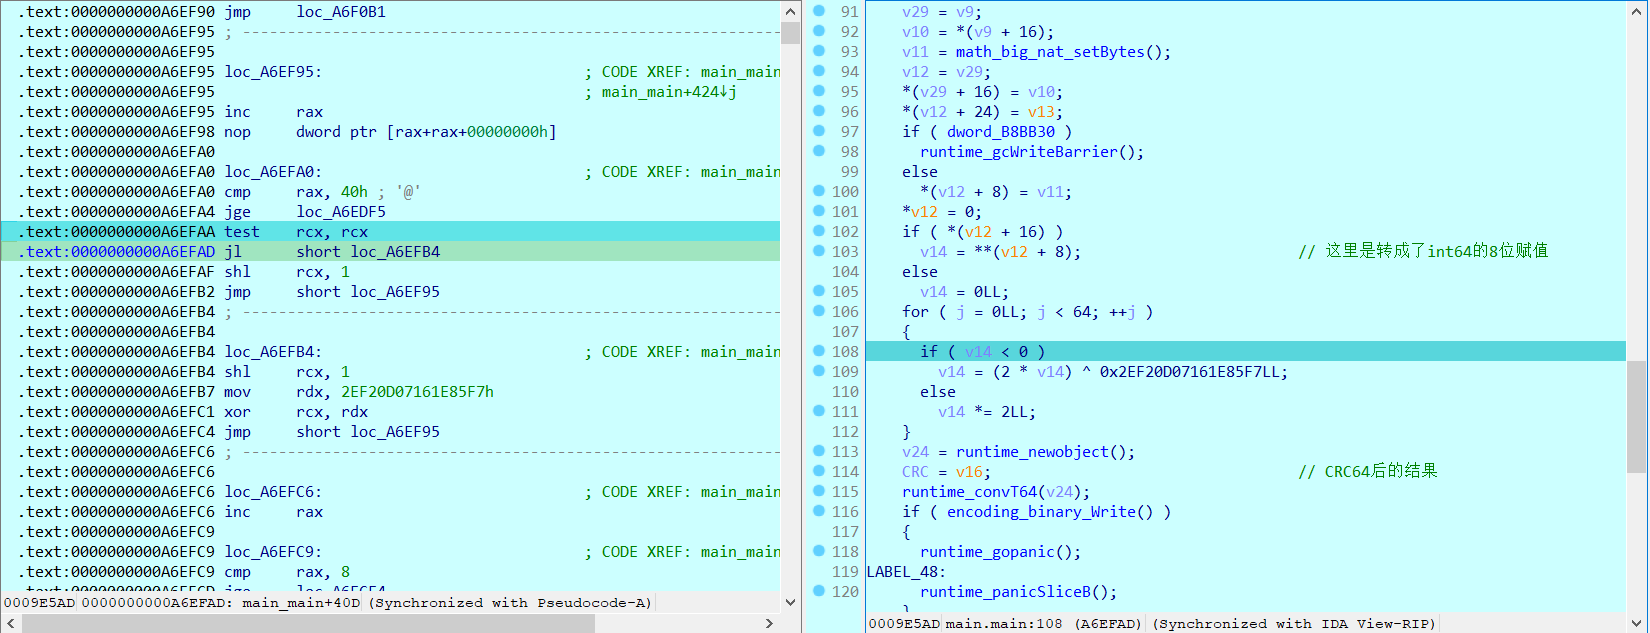 .text:0000000000A6EF90 jmp     loc_A6F0B1
.text:0000000000A6EF95 ; ------------------------------------------------------------
.text:0000000000A6EF95
.text:0000000000A6EF95 loc_A6EF95:                             ; CODE XREF: main_main
.text:0000000000A6EF95                                         ; main_main+424↓j
.text:0000000000A6EF95 inc     rax
.text:0000000000A6EF98 nop     dword ptr [rax+rax+00000000h]
.text:0000000000A6EFA0
.text:0000000000A6EFA0 loc_A6EFA0:                             ; CODE XREF: main_main
.text:0000000000A6EFA0 cmp     rax, 40h ; '@'
.text:0000000000A6EFA4 jge     loc_A6EDF5
.text:0000000000A6EFAA test    rcx, rcx
.text:0000000000A6EFAD jl      short loc_A6EFB4
.text:0000000000A6EFAF shl     rcx, 1
.text:0000000000A6EFB2 jmp     short loc_A6EF95
.text:0000000000A6EFB4 ; ------------------------------------------------------------
.text:0000000000A6EFB4
.text:0000000000A6EFB4 loc_A6EFB4:                             ; CODE XREF: main_main
.text:0000000000A6EFB4 shl     rcx, 1
.text:0000000000A6EFB7 mov     rdx, 2EF20D07161E85F7h
.text:0000000000A6EFC1 xor     rcx, rdx
.text:0000000000A6EFC4 jmp     short loc_A6EF95
.text:0000000000A6EFC6 ; ------------------------------------------------------------
.text:0000000000A6EFC6
.text:0000000000A6EFC6 loc_A6EFC6:                             ; CODE XREF: main_main
.text:0000000000A6EFC6 inc     rax
.text:0000000000A6EFC9
.text:0000000000A6EFC9 loc_A6EFC9:                             ; CODE XREF: main_main
.text:0000000000A6EFC9 cmp     rax, 8
0009E5AD 0000000000A6EFAD: main_main+40D (Synchronized with Pseudocode-A)
91     v29 = v9;
92     v10 = *(v9 + 16);
93     v11 = math_big_nat_setBytes();
94     v12 = v29;
95     *(v29 + 16) = v10;
96     *(v12 + 24) = v13;
97     if ( dword_B8BB30 )
98       runtime_gcWriteBarrier();
99     else
100       *(v12 + 8) = v11;
101     *v12 = 0;
102     if ( *(v12 + 16) )
103       v14 = **(v12 + 8);                        // 这里是转成了int64的8位赋值
104     else
105       v14 = 0LL;
106     for ( j = 0LL; j < 64; ++j )
107     {
108       if ( v14 < 0 )
109         v14 = (2 * v14) ^ 0x2EF20D07161E85F7LL;
110       else
111         v14 *= 2LL;
112     }
113     v24 = runtime_newobject();
114     CRC = v16;                                  // CRC64后的结果
115     runtime_convT64(v24);
116     if ( encoding_binary_Write() )
117     {
118       runtime_gopanic();
119 LABEL_48:
120       runtime_panicSliceB();
0009E5AD main.main:108 (A6EFAD) (Synchronized with IDA View-RIP)